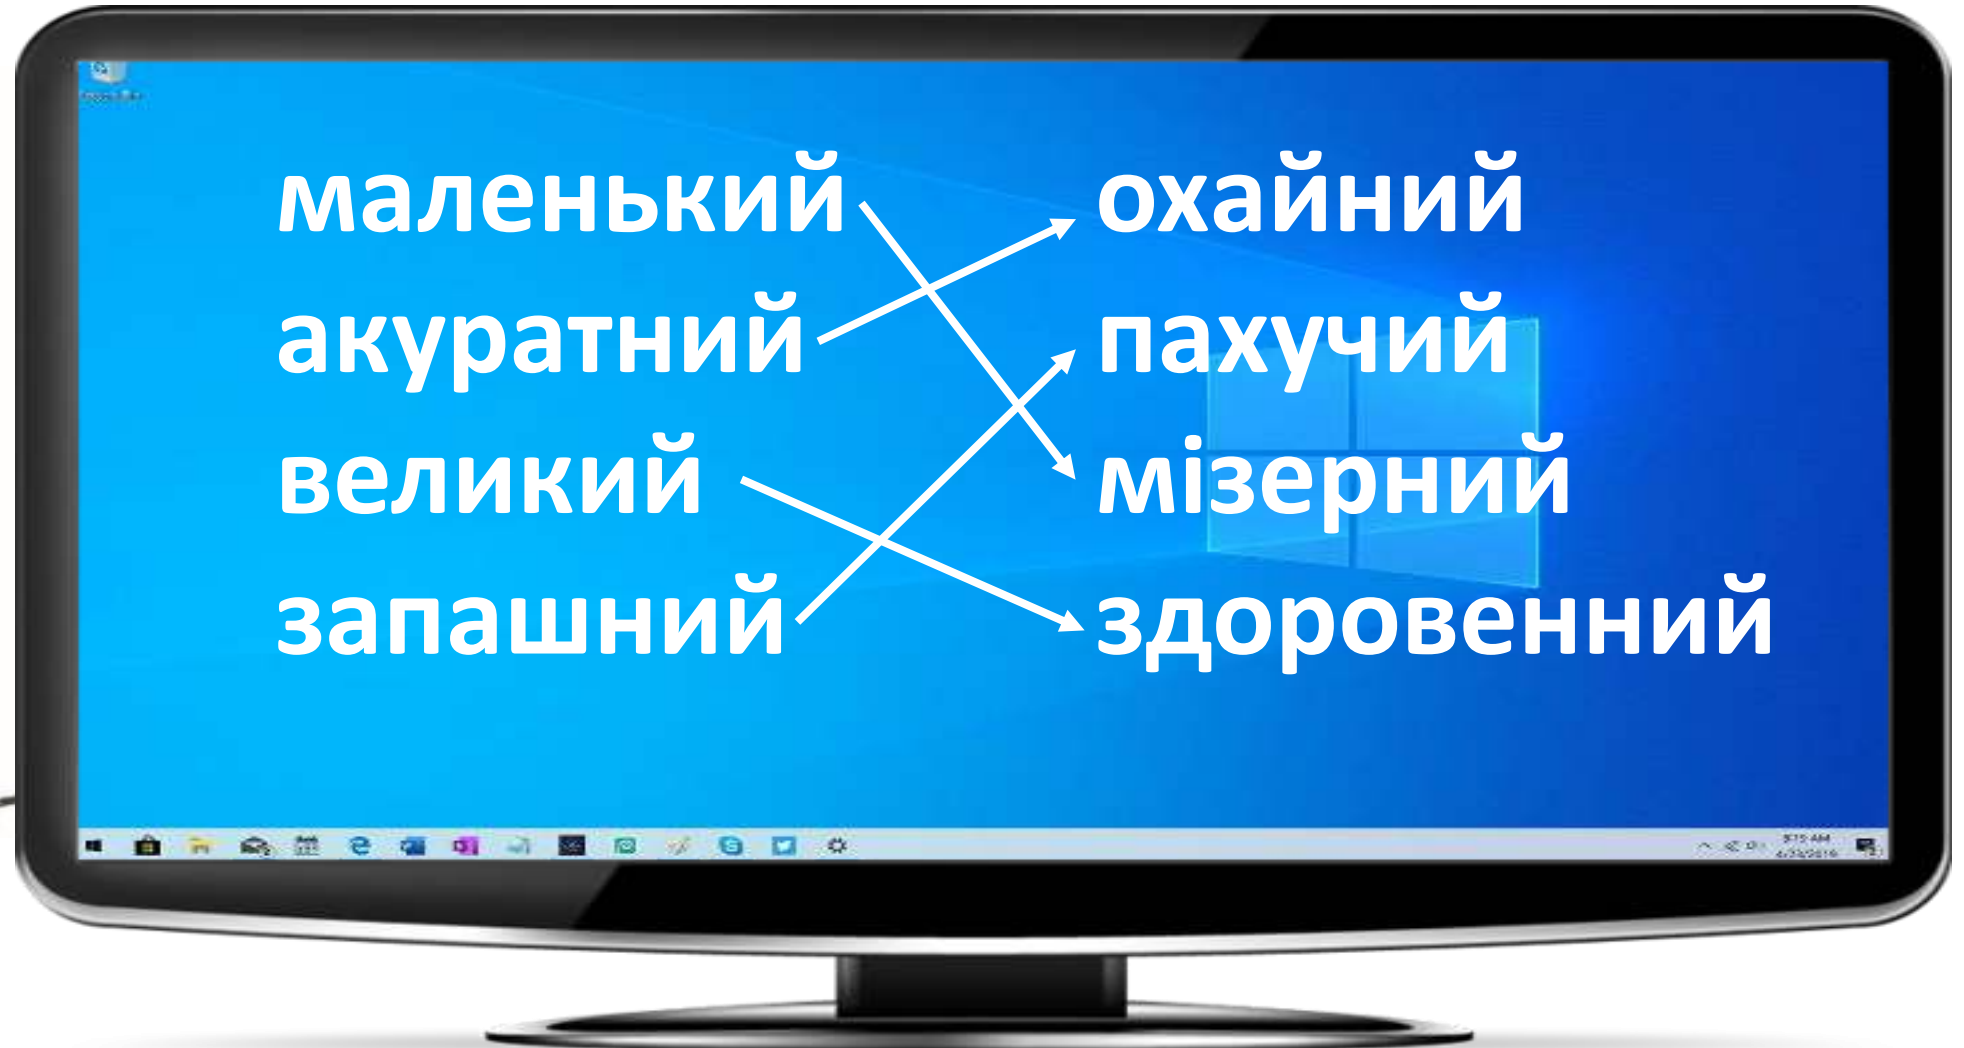 маленький охайний
акуратний пахучий
великий мізерний
запашний здоровенний